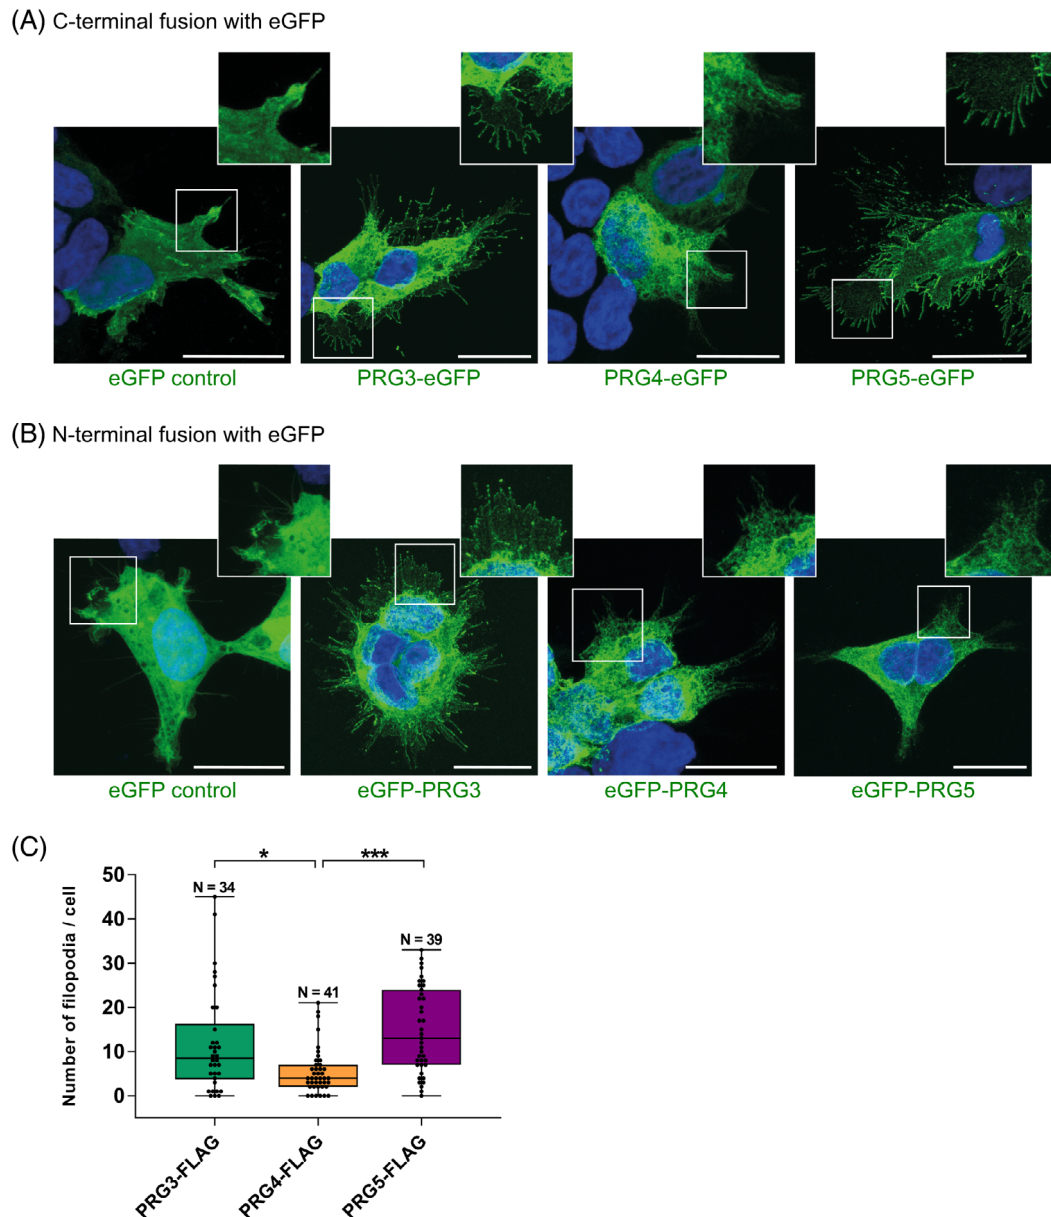 (A) C-terminal fusion with eGFP
eGFP control PRG3-eGFP PRG4-eGFP PRG5-eGFP
(B) N-terminal fusion with eGFP
eGFP control eGFP-PRG3 eGFP-PRG4 eGFP-PRG5
(C)
* ***
50
N = 34
40
N = 39
30
N = 41
20
10
0
Number of filopodia / cell
PRG3-FLAG PRG4-FLAG PRG5-FLAG